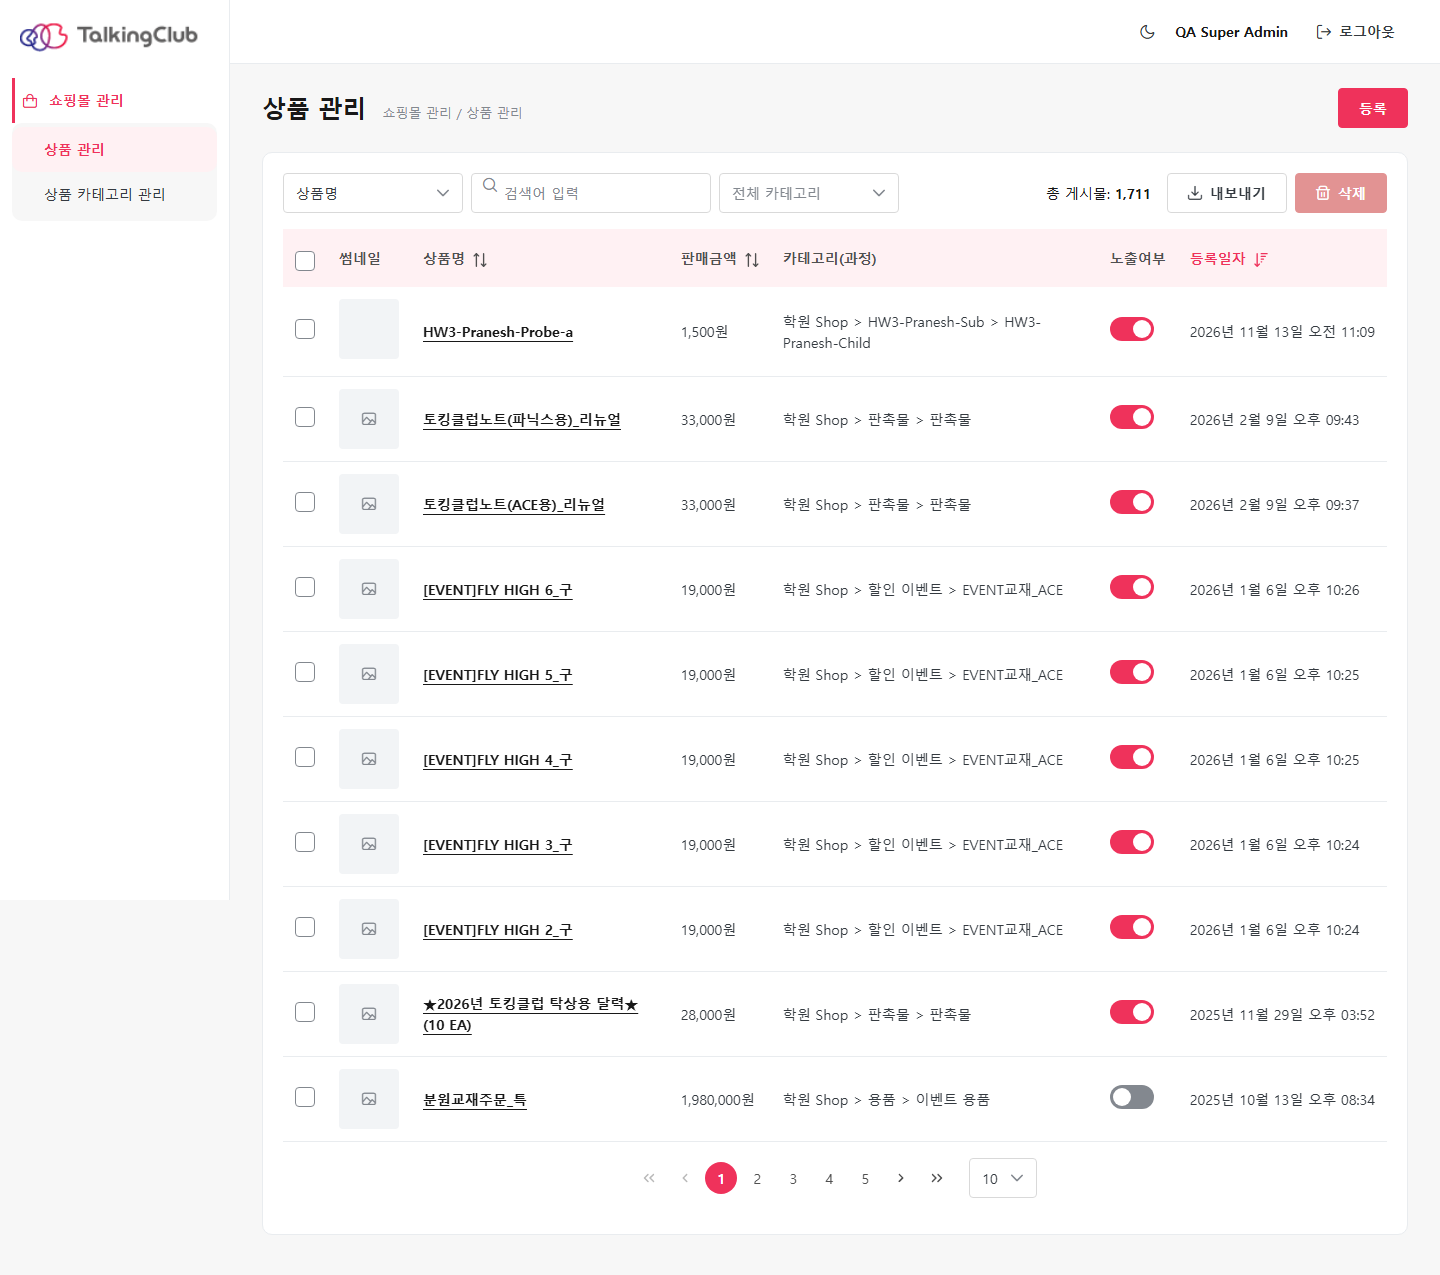 TalkingClub
QA Super Admin
로그아웃
쇼핑몰 관리
상품 관리
상품 카테고리 관리
상품 관리
쇼핑몰 관리 / 상품 관리
등록
상품명
검색어 입력
전체 카테고리
총 게시물: 1,711
내보내기
삭제
썸네일 상품명 판매금액 카테고리(과정) 노출여부 등록일자
HW3-Pranesh-Probe-a 1,500원 학원 Shop > HW3-Pranesh-Sub > HW3-
Pranesh-Child 2026년 11월 13일 오전 11:09
토킹클럽노트(파닉스용)_리뉴얼 33,000원 학원 Shop > 판촉물 > 판촉물 2026년 2월 9일 오후 09:43
토킹클럽노트(ACE용)_리뉴얼 33,000원 학원 Shop > 판촉물 > 판촉물 2026년 2월 9일 오후 09:37
[EVENT]FLY HIGH 6_구 19,000원 학원 Shop > 할인 이벤트 > EVENT교재_ACE 2026년 1월 6일 오후 10:26
[EVENT]FLY HIGH 5_구 19,000원 학원 Shop > 할인 이벤트 > EVENT교재_ACE 2026년 1월 6일 오후 10:25
[EVENT]FLY HIGH 4_구 19,000원 학원 Shop > 할인 이벤트 > EVENT교재_ACE 2026년 1월 6일 오후 10:25
[EVENT]FLY HIGH 3_구 19,000원 학원 Shop > 할인 이벤트 > EVENT교재_ACE 2026년 1월 6일 오후 10:24
[EVENT]FLY HIGH 2_구 19,000원 학원 Shop > 할인 이벤트 > EVENT교재_ACE 2026년 1월 6일 오후 10:24
★2026년 토킹클럽 탁상용 달력★
(10 EA) 28,000원 학원 Shop > 판촉물 > 판촉물 2025년 11월 29일 오후 03:52
분원교재주문_특 1,980,000원 학원 Shop > 용품 > 이벤트 용품 2025년 10월 13일 오후 08:34
1 2 3 4 5 10